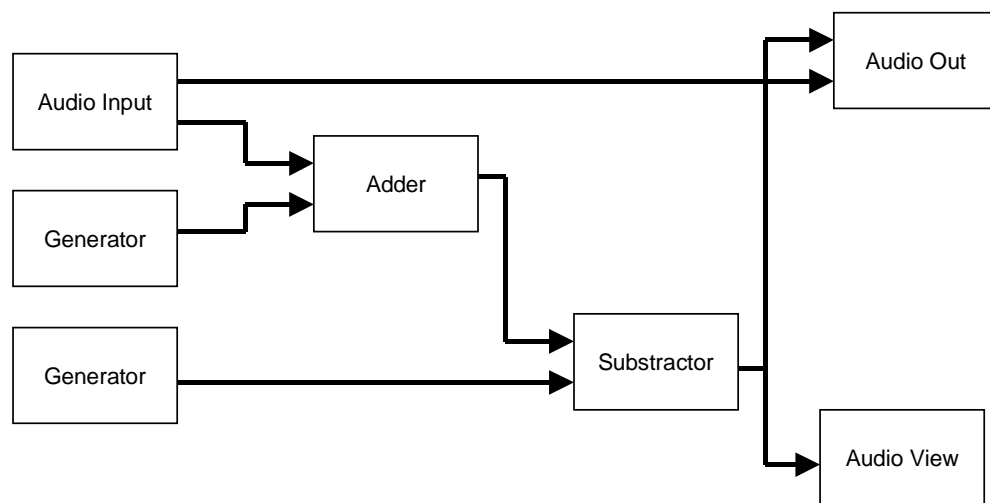 Audio Input
Audio Out
Adder
Generator
Generator
Substractor
Audio View